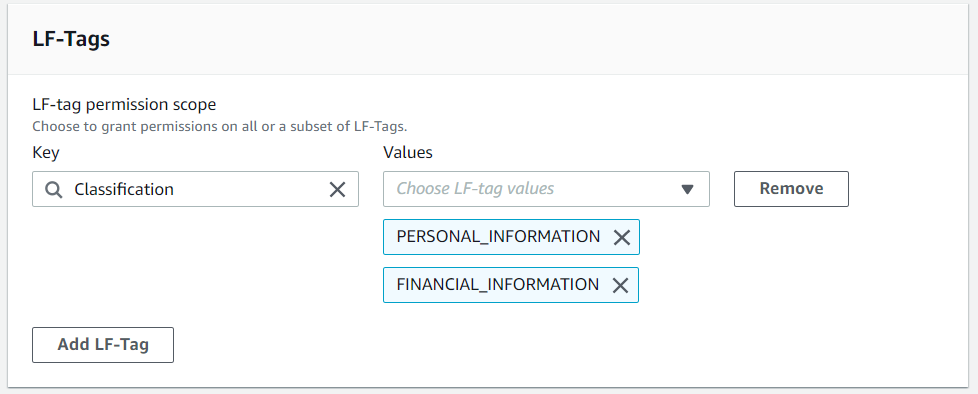 LF-Tags
LF-tag permission scope
Choose to grant permissions on all or a subset of LF-Tags.
Key
Values
Classification
Choose LF-tag values
Remove
PERSONAL_INFORMATION
FINANCIAL_INFORMATION
Add LF-Tag